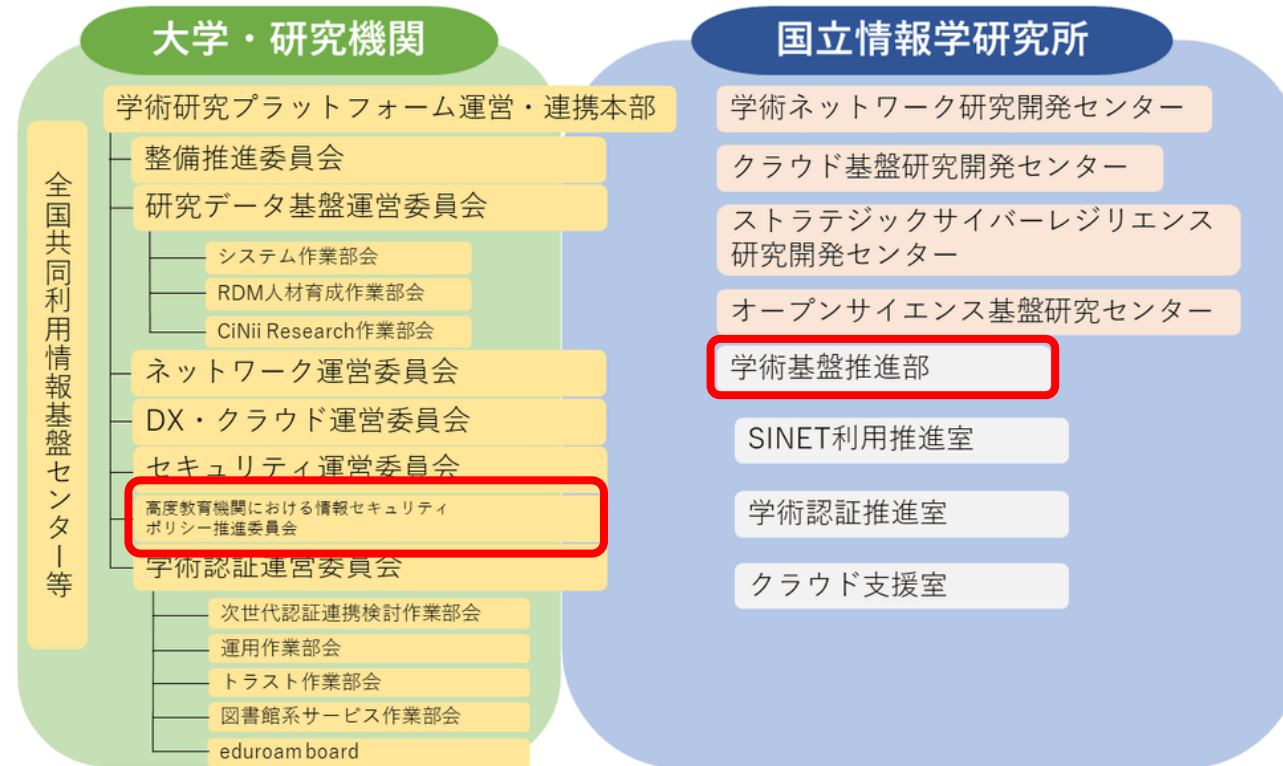 大学・研究機関
学術研究プラットフォーム運営・連携本部
全国共同利用情報基盤センター等
整備推進委員会
研究データ基盤運営委員会
システム作業部会
RDM人材育成作業部会
CiNii Research作業部会
ネットワーク運営委員会
DX・クラウド運営委員会
セキュリティ運営委員会
高度教育機関における情報セキュリティ
ポリシー推進委員会
学術認証運営委員会
次世代認証連携検討作業部会
運用作業部会
トラスト作業部会
図書館系サービス作業部会
eduroam board
国立情報学研究所
学術ネットワーク研究開発センター
クラウド基盤研究開発センター
ストラテジックサイバーレジリエンス
研究開発センター
オープンサイエンス基盤研究センター
学術基盤推進部
SINET利用推進室
学術認証推進室
クラウド支援室